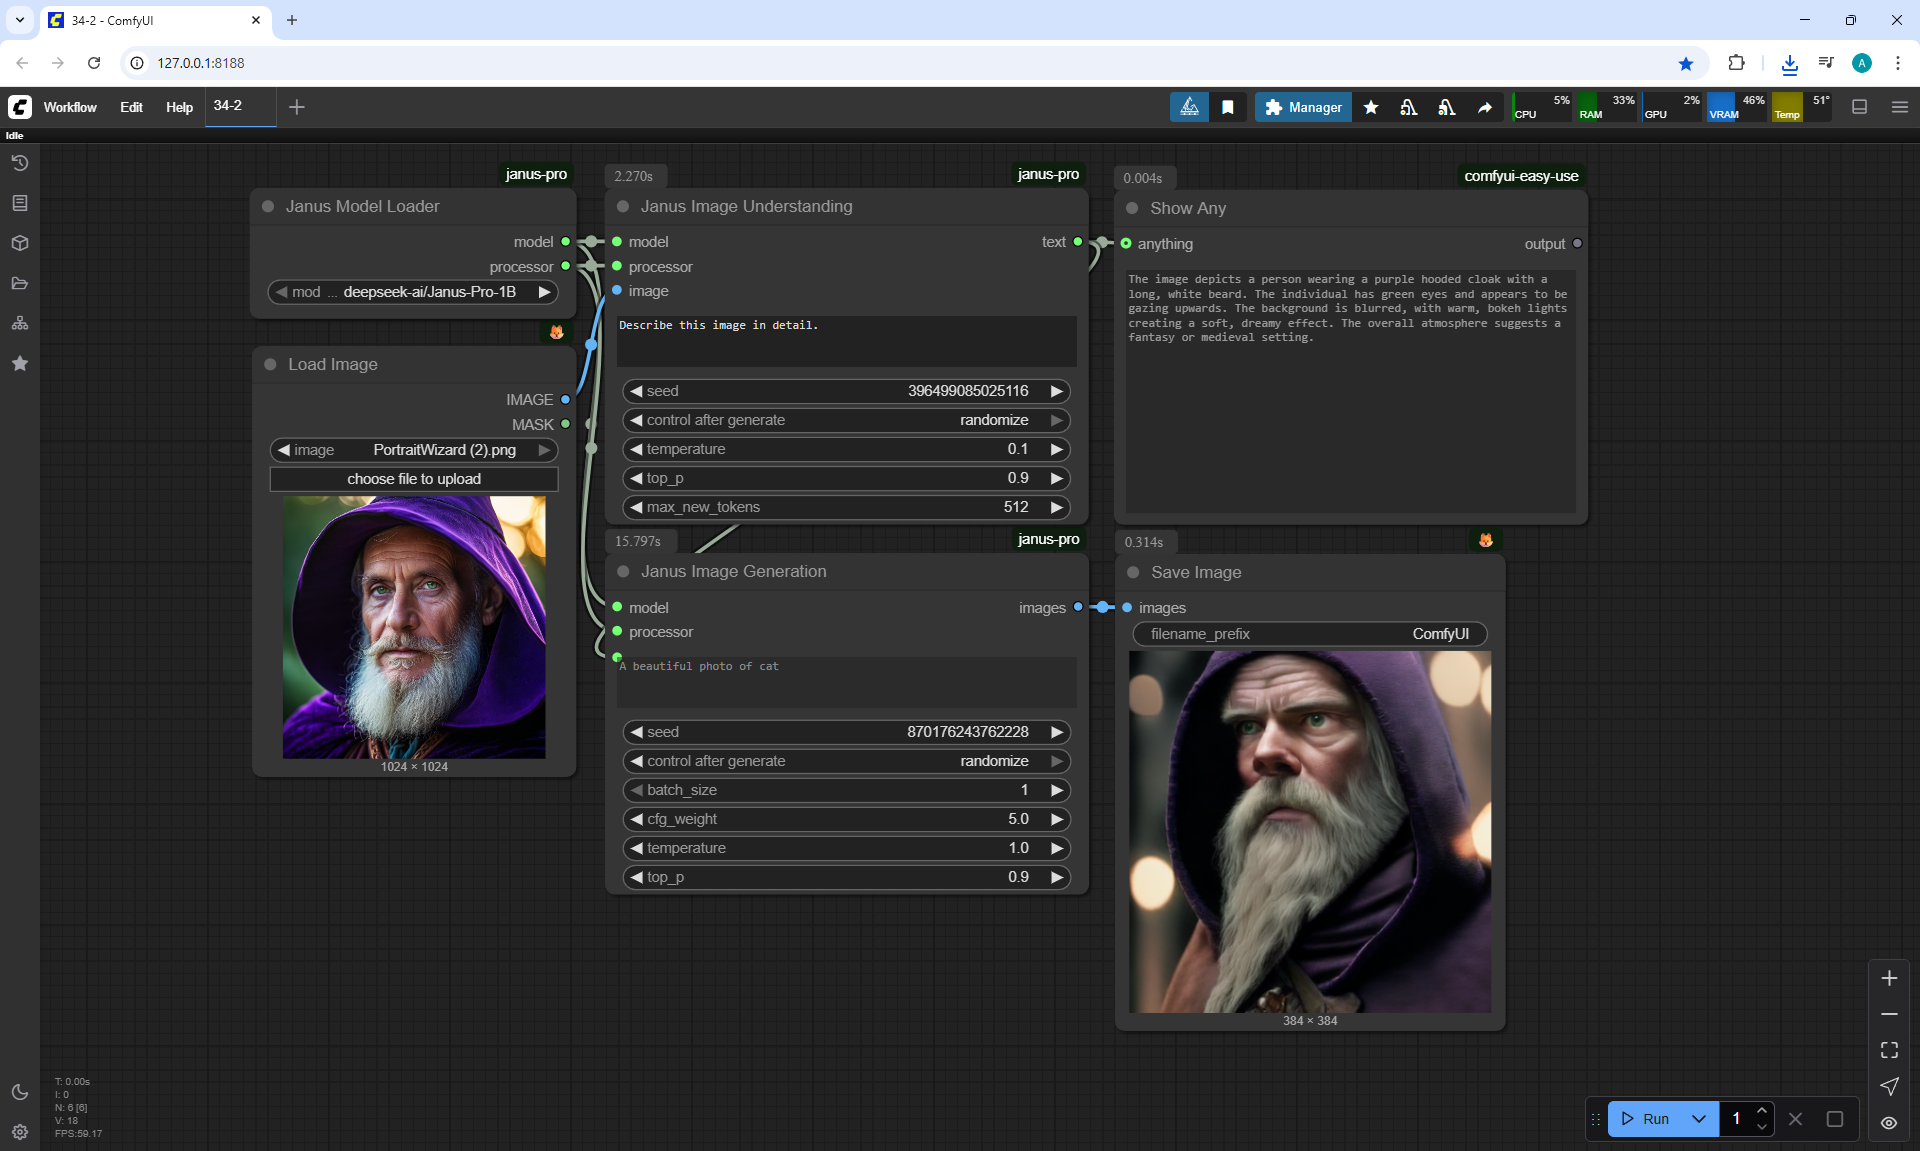 34-2 - ComfyUI
127.0.0.1:8188
A
Workflow
Edit
Help
34-2
Manager
CPU 5%
RAM 33%
GPU 2%
VRAM 46%
Temp 51°
Idle
janus-pro
Janus Model Loader
model
processor
mod ... deepseek-ai/Janus-Pro-1B
Load Image
IMAGE
MASK
image PortraitWizard (2).png
choose file to upload
1024 × 1024
2.270s
janus-pro
Janus Image Understanding
model
text
processor
image
Describe this image in detail.
seed 396499085025116
control after generate randomize
temperature 0.1
top_p 0.9
max_new_tokens 512
15.797s
janus-pro
Janus Image Generation
model
images
processor
A beautiful photo of cat
seed 870176243762228
control after generate randomize
batch_size 1
cfg_weight 5.0
temperature 1.0
top_p 0.9
0.004s
comfyui-easy-use
Show Any
anything
output
The image depicts a person wearing a purple hooded cloak with a
long, white beard. The individual has green eyes and appears to be
gazing upwards. The background is blurred, with warm, bokeh lights
creating a soft, dreamy effect. The overall atmosphere suggests a
fantasy or medieval setting.
0.314s
Save Image
images
filename_prefix ComfyUI
384 × 384
T: 0.00s
I: 0
N: 6 [6]
V: 18
FPS:59.17
Run
1